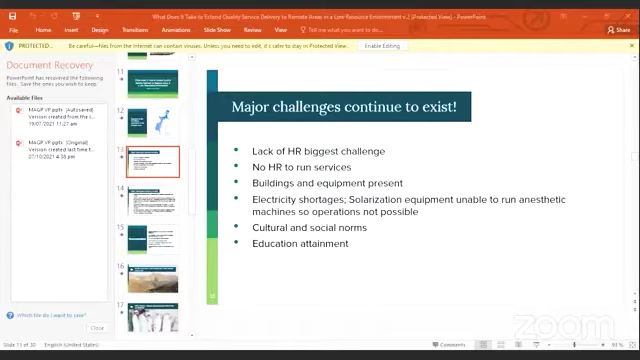 What Does It Take to Extend Quality Service Delivery to Remote Areas in a Low Resource Environment v.1 [Protected View] - PowerPoint
File Home Insert Design Transitions Animations Slide Show Review View Tell me what you want to do... Share
PROTECTED Be careful—files from the Internet can contain viruses. Unless you need to edit, it's safer to stay in Protected View. Enable Editing
Document Recovery
PowerPoint has recovered the following
files. Save the ones you wish to keep.
Available Files
MAGP VP.pptx [Autosaved]
Version created from the l...
19/07/2021 11:27 am
MAGP VP.pptx [Original]
Version created last time t...
07/10/2021 4:38 pm
Which file do I want to save?
Close
11
12
13
14
15
16
17
Major challenges continue to exist!
• Lack of HR biggest challenge
• No HR to run services
• Buildings and equipment present
• Electricity shortages; Solarization equipment unable to run anesthetic
machines so operations not possible
• Cultural and social norms
• Education attainment
zoom
Slide 13 of 30 English (United States) Comments 91%